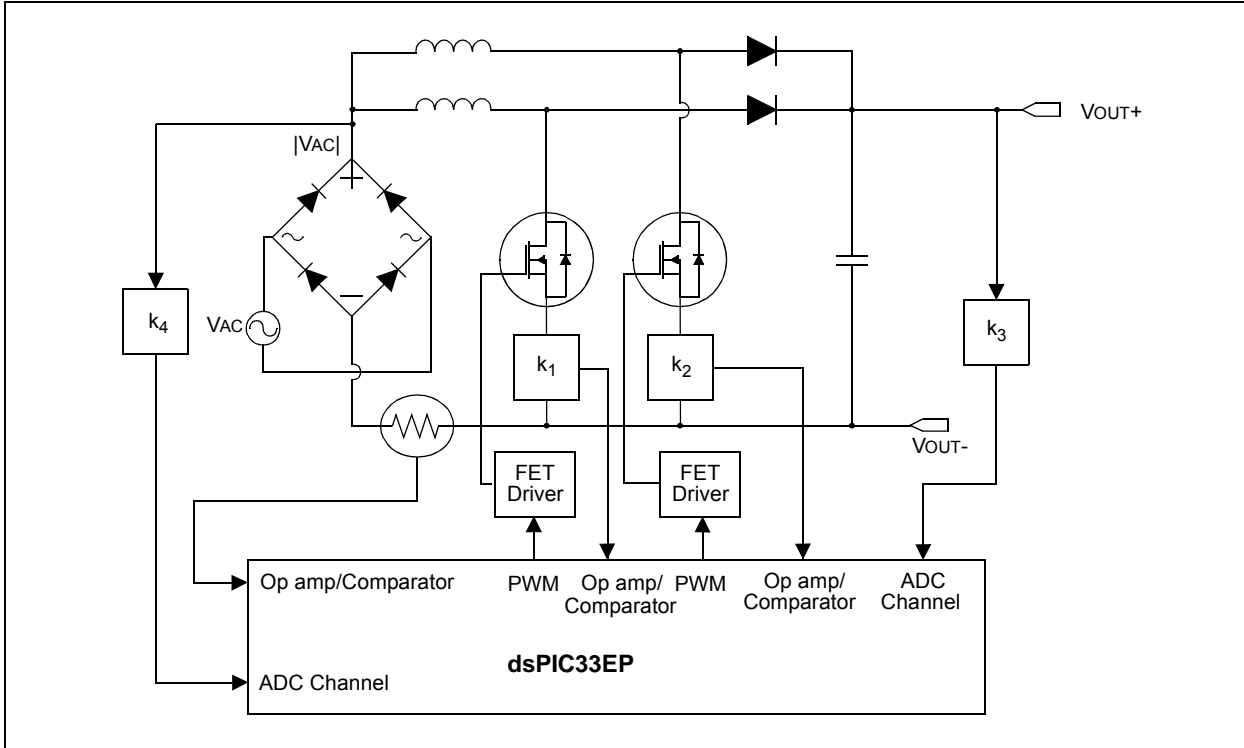 VOUT+
|VAC|
k4
VAC
k3
k1
k2
VOUT-
FET
Driver
FET
Driver
Op amp/Comparator
PWM
Op amp/
Comparator
PWM
Op amp/
Comparator
ADC
Channel
dsPIC33EP
ADC Channel